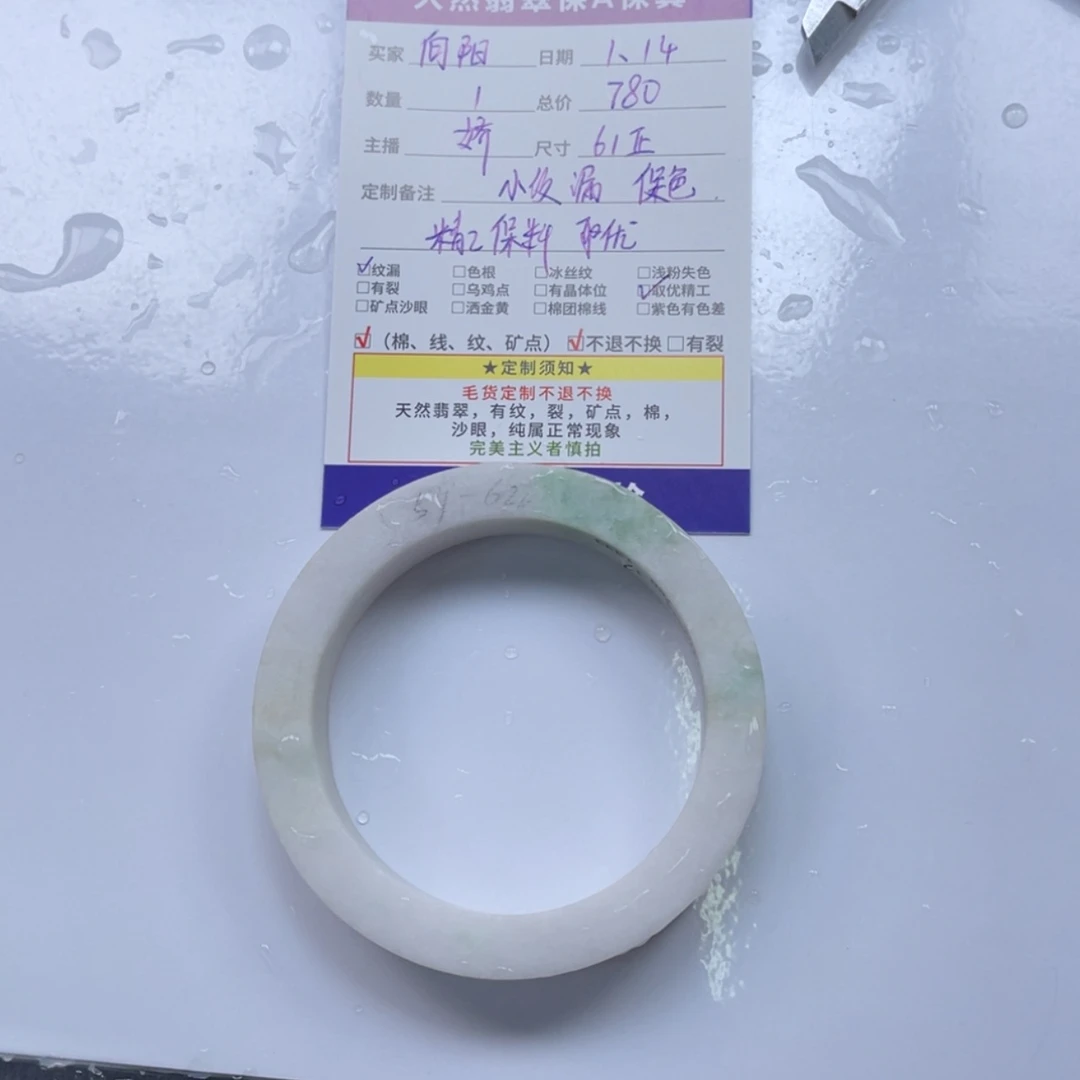 天然翡翠保A保真
买家 向阳 日期 1、14
数量 1 总价 780
主播 娇 尺寸 61正
定制备注 小纹漏 保色
精工保料 取优
纹漏 色根 冰丝纹 浅粉失色
有裂 乌鸡点 有晶体位 取优精工
矿点沙眼 洒金黄 棉团棉线 紫色有色差
（棉、线、纹、矿点） 不退不换 有裂
★定制须知★
毛货定制不退不换
天然翡翠，有纹，裂，矿点，棉，
沙眼，纯属正常现象
完美主义者慎拍